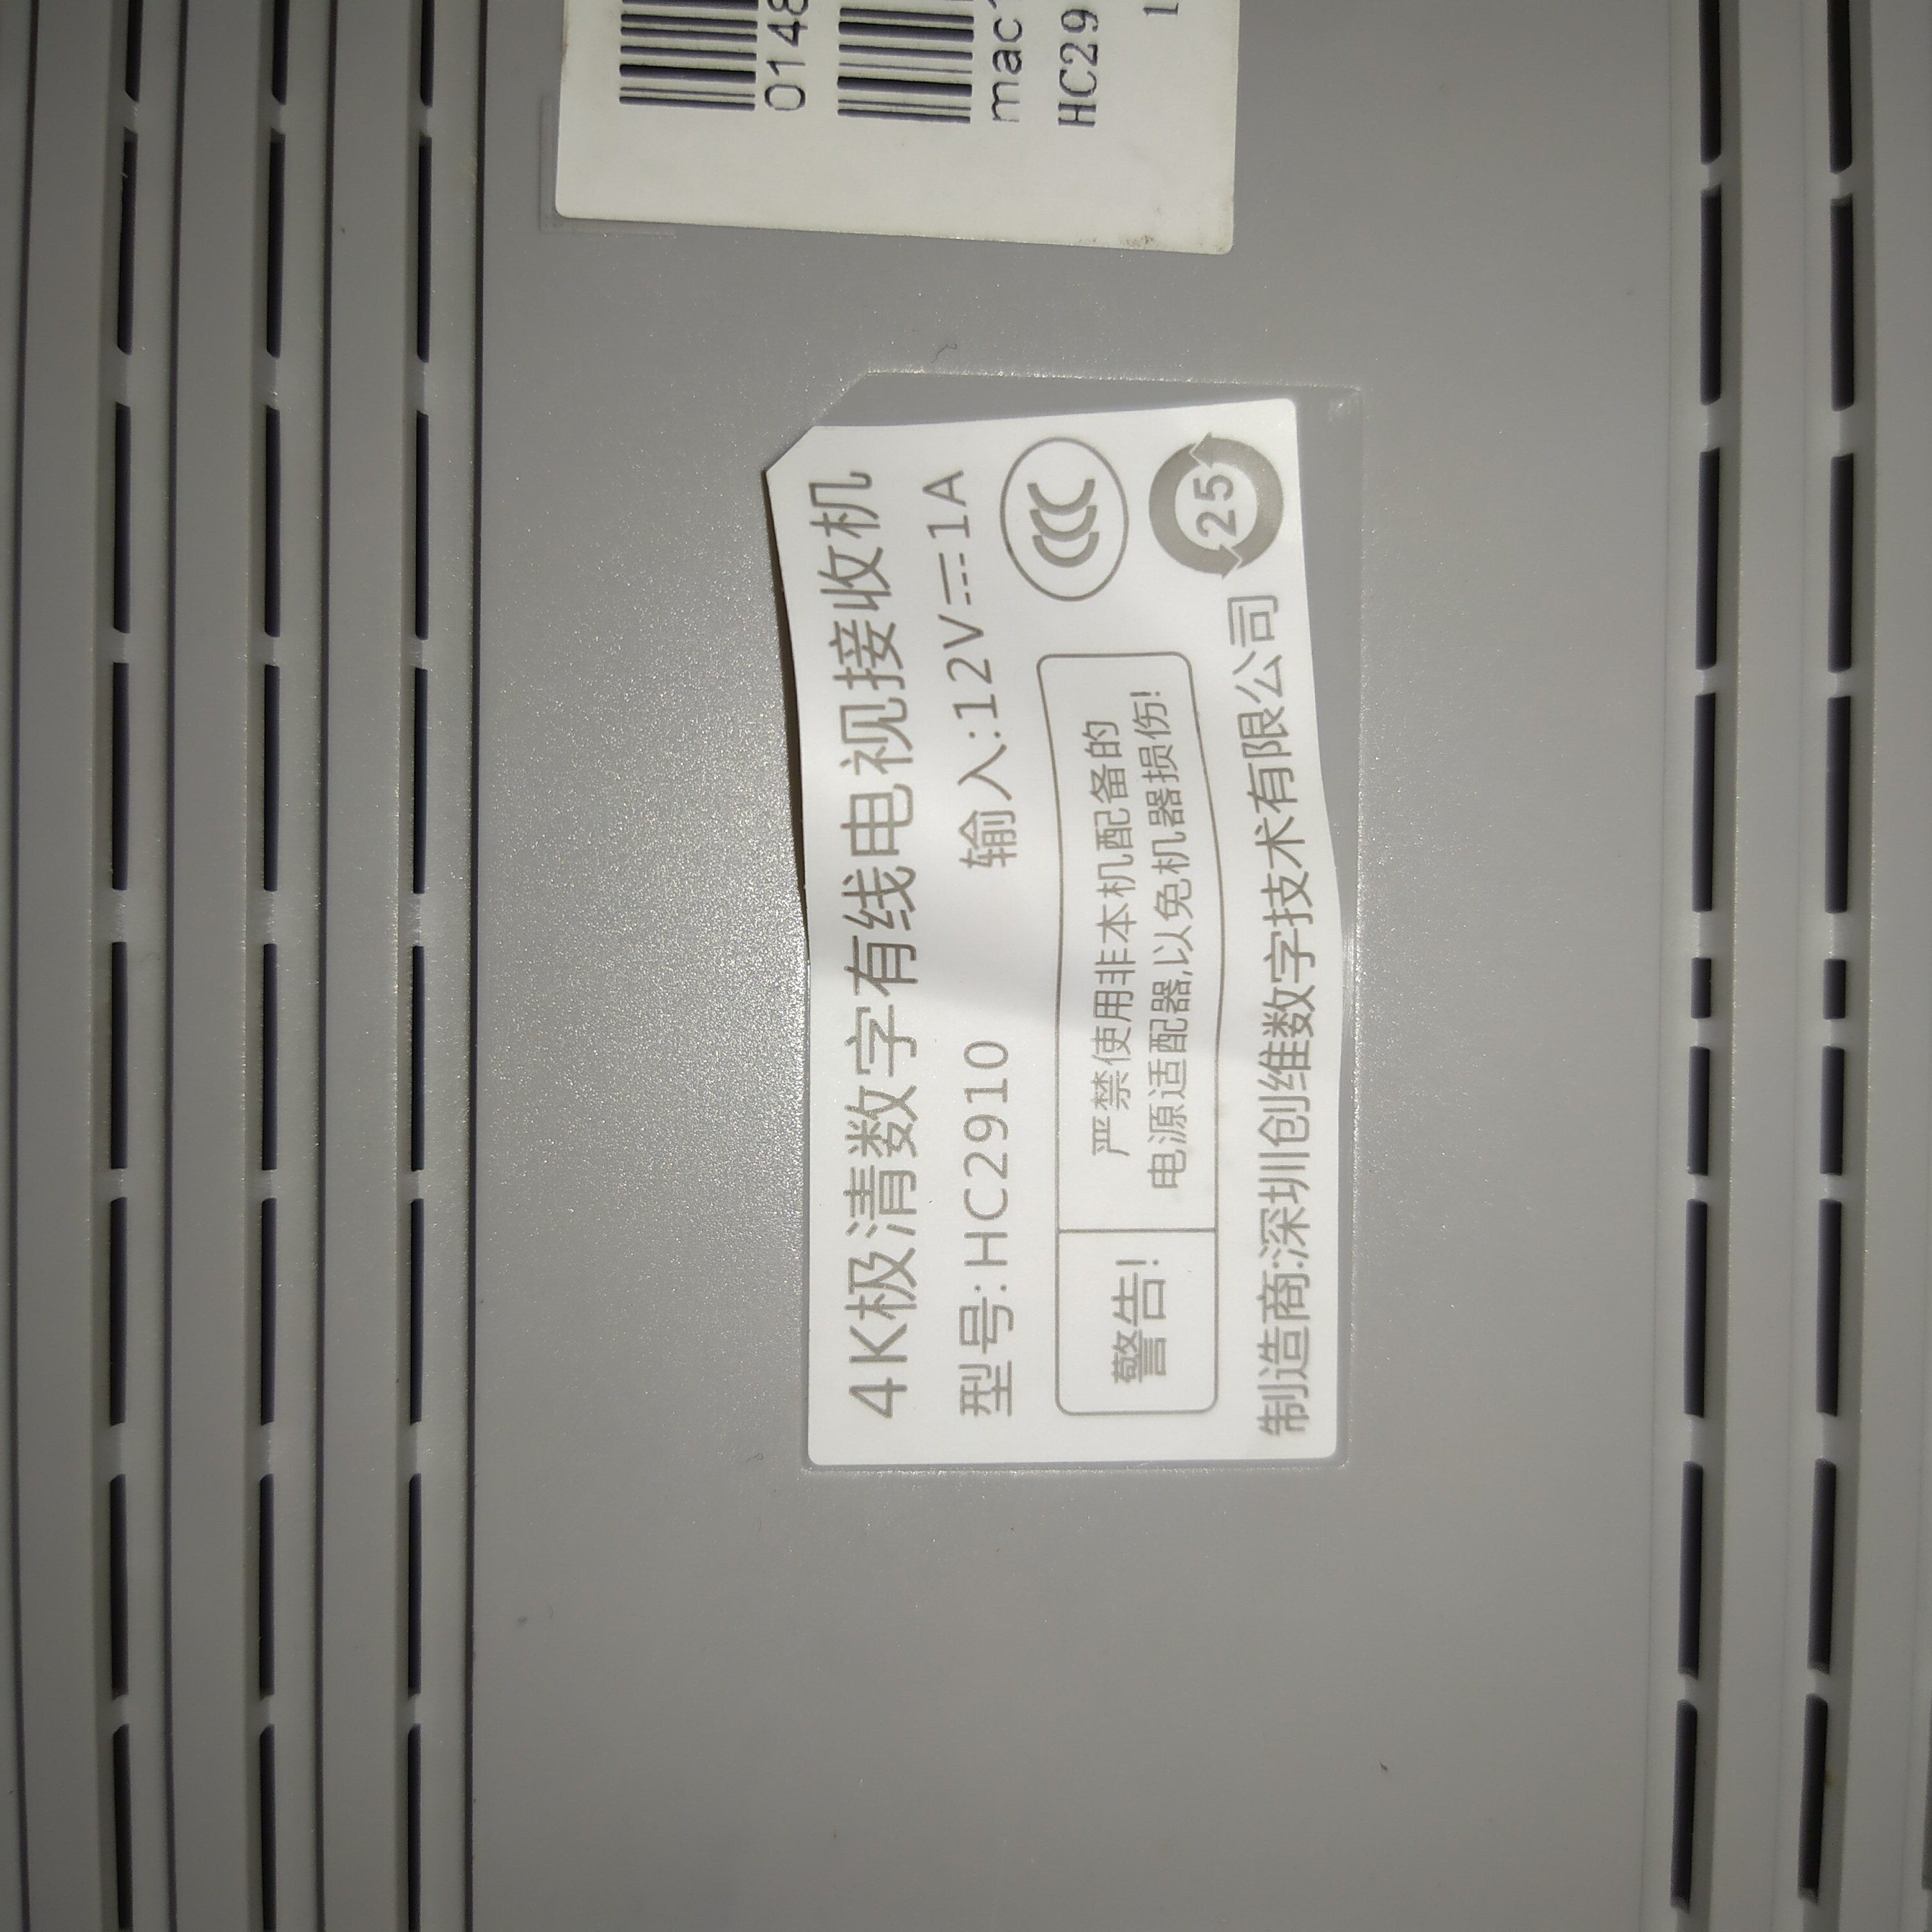 0148
mac
HC29
1
4K极清数字有线电视接收机
型号:HC2910 输入:12V⎓1A
警告!
严禁使用非本机配备的
电源适配器,以免机器损伤!
CCC
25
制造商:深圳创维数字技术有限公司